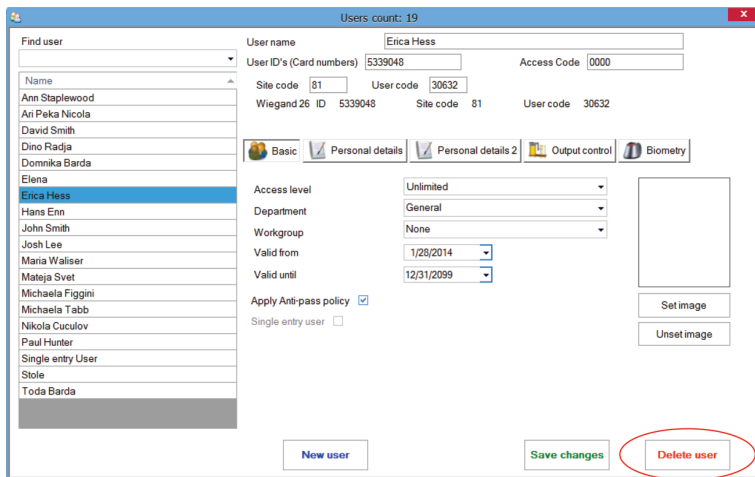 Users count: 19
x
Find user
Name
Ann Staplewood
Ari Peka Nicola
David Smith
Dino Radja
Domnika Barda
Elena
Erica Hess
Hans Enn
John Smith
Josh Lee
Maria Waliser
Mateja Svet
Michaela Figgini
Michaela Tabb
Nikola Cuculov
Paul Hunter
Single entry User
Stole
Toda Barda
User name Erica Hess
User ID's (Card numbers) 5339048 Access Code 0000
Site code 81 User code 30632
Wiegand 26 ID 5339048 Site code 81 User code 30632
Basic Personal details Personal details 2 Output control Biometry
Access level Unlimited
Department General
Workgroup None
Valid from 1/28/2014
Valid until 12/31/2099
Apply Anti-pass policy
Single entry user
Set image
Unset image
New user Save changes Delete user